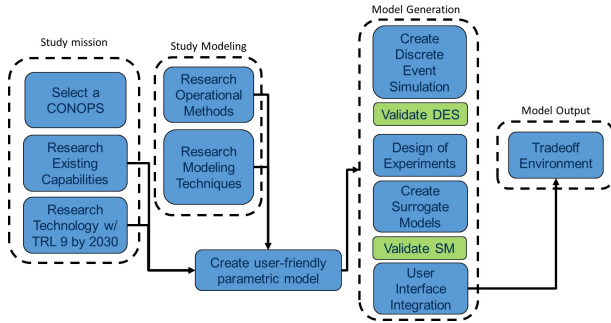 Study mission
Select a
CONOPS
Research
Existing
Capabilities
Research
Technology w/
TRL 9 by 2030
Study Modeling
Research
Operational
Methods
Research
Modeling
Techniques
Create user-friendly
parametric model
Model Generation
Create
Discrete
Event
Simulation
Validate DES
Design of
Experiments
Create
Surrogate
Models
Validate SM
User
Interface
Integration
Model Output
Tradeoff
Environment